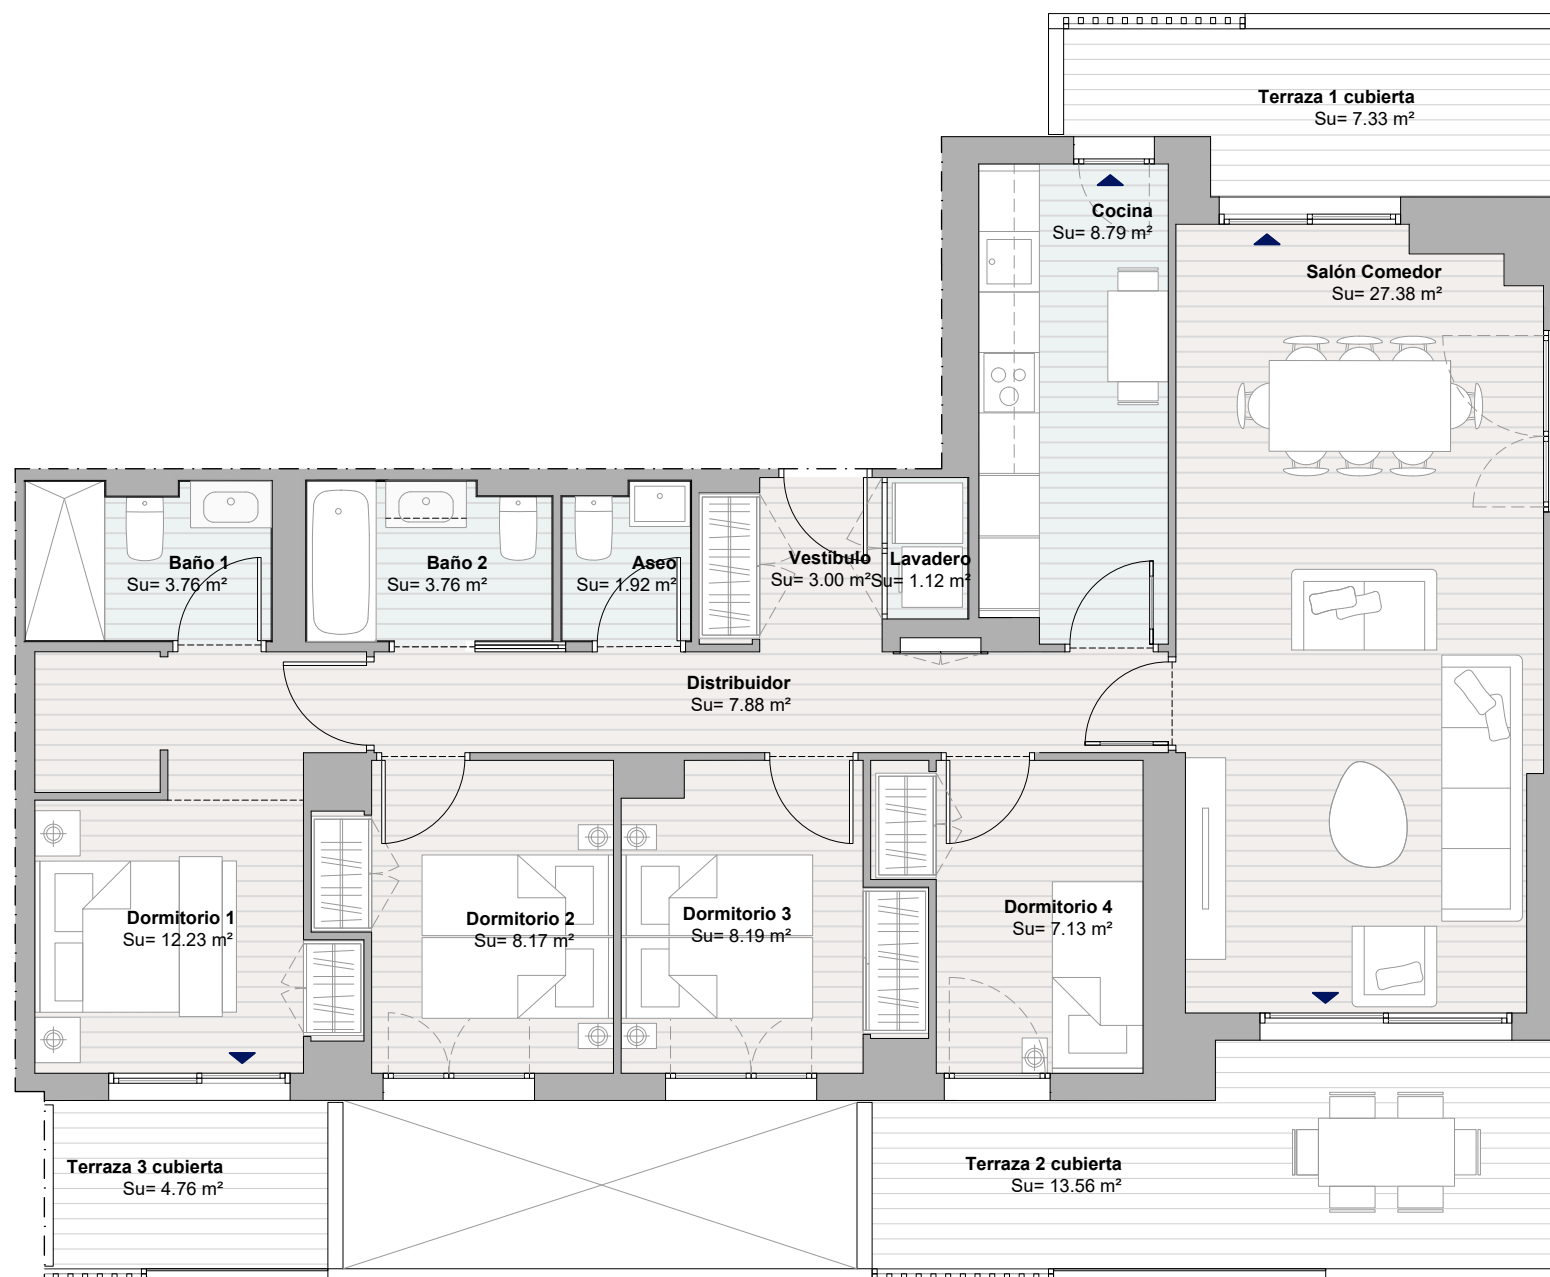 Terraza 1 cubierta
Su= 7.33 m²
Cocina
Su= 8.79 m²
Salón Comedor
Su= 27.38 m²
Baño 1
Su= 3.76 m²
Baño 2
Su= 3.76 m²
Aseo
Su= 1.92 m²
Vestíbulo
Su= 3.00 m²
Lavadero
Su= 1.12 m²
Distribuidor
Su= 7.88 m²
Dormitorio 1
Su= 12.23 m²
Dormitorio 2
Su= 8.17 m²
Dormitorio 3
Su= 8.19 m²
Dormitorio 4
Su= 7.13 m²
Terraza 3 cubierta
Su= 4.76 m²
Terraza 2 cubierta
Su= 13.56 m²